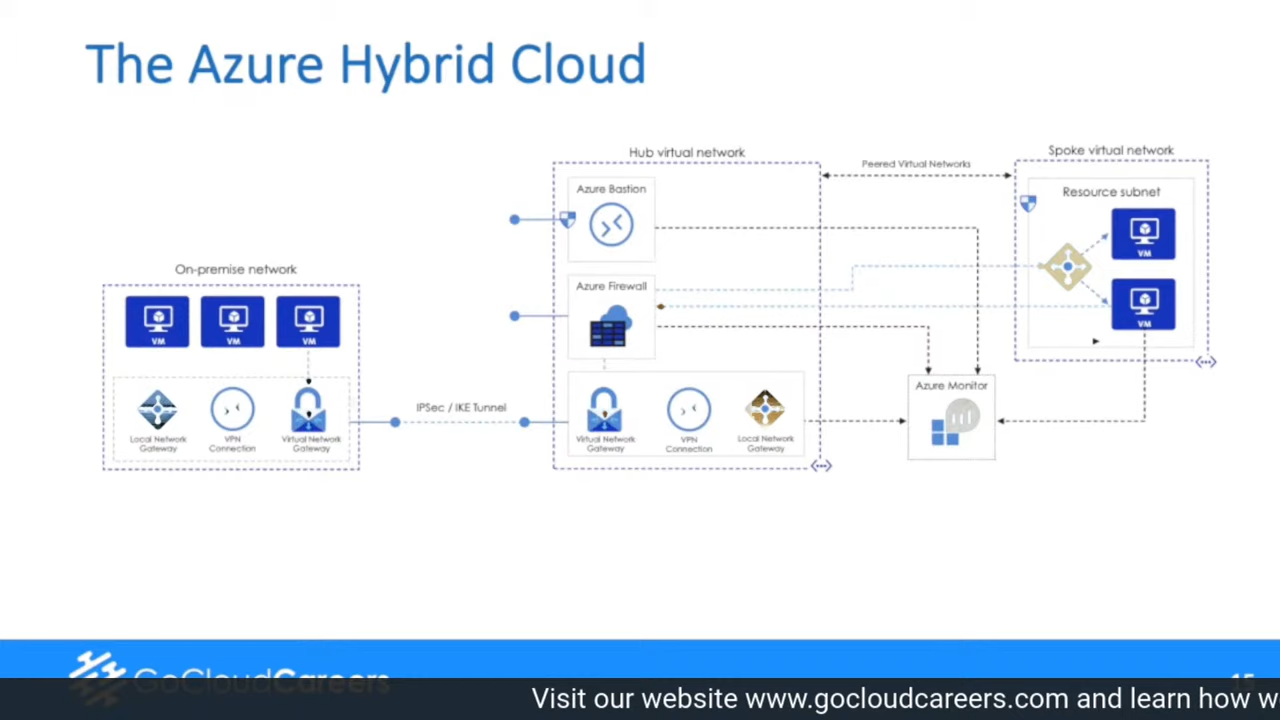 The Azure Hybrid Cloud
Hub virtual network
Peered Virtual Networks
Spoke virtual network
Azure Bastion
Resource subnet
VM
VM
Azure Firewall
On-premise network
VM
VM
VM
Local Network
Gateway
VPN
Connection
Virtual Network
Gateway
IPSec / IKE Tunnel
Virtual Network
Gateway
VPN
Connection
Local Network
Gateway
Azure Monitor
GoCloudCareers
15
Visit our website www.gocloudcareers.com and learn how w